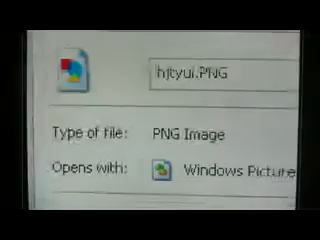 hjtyui.PNG
Type of file: PNG Image
Opens with: Windows Picture